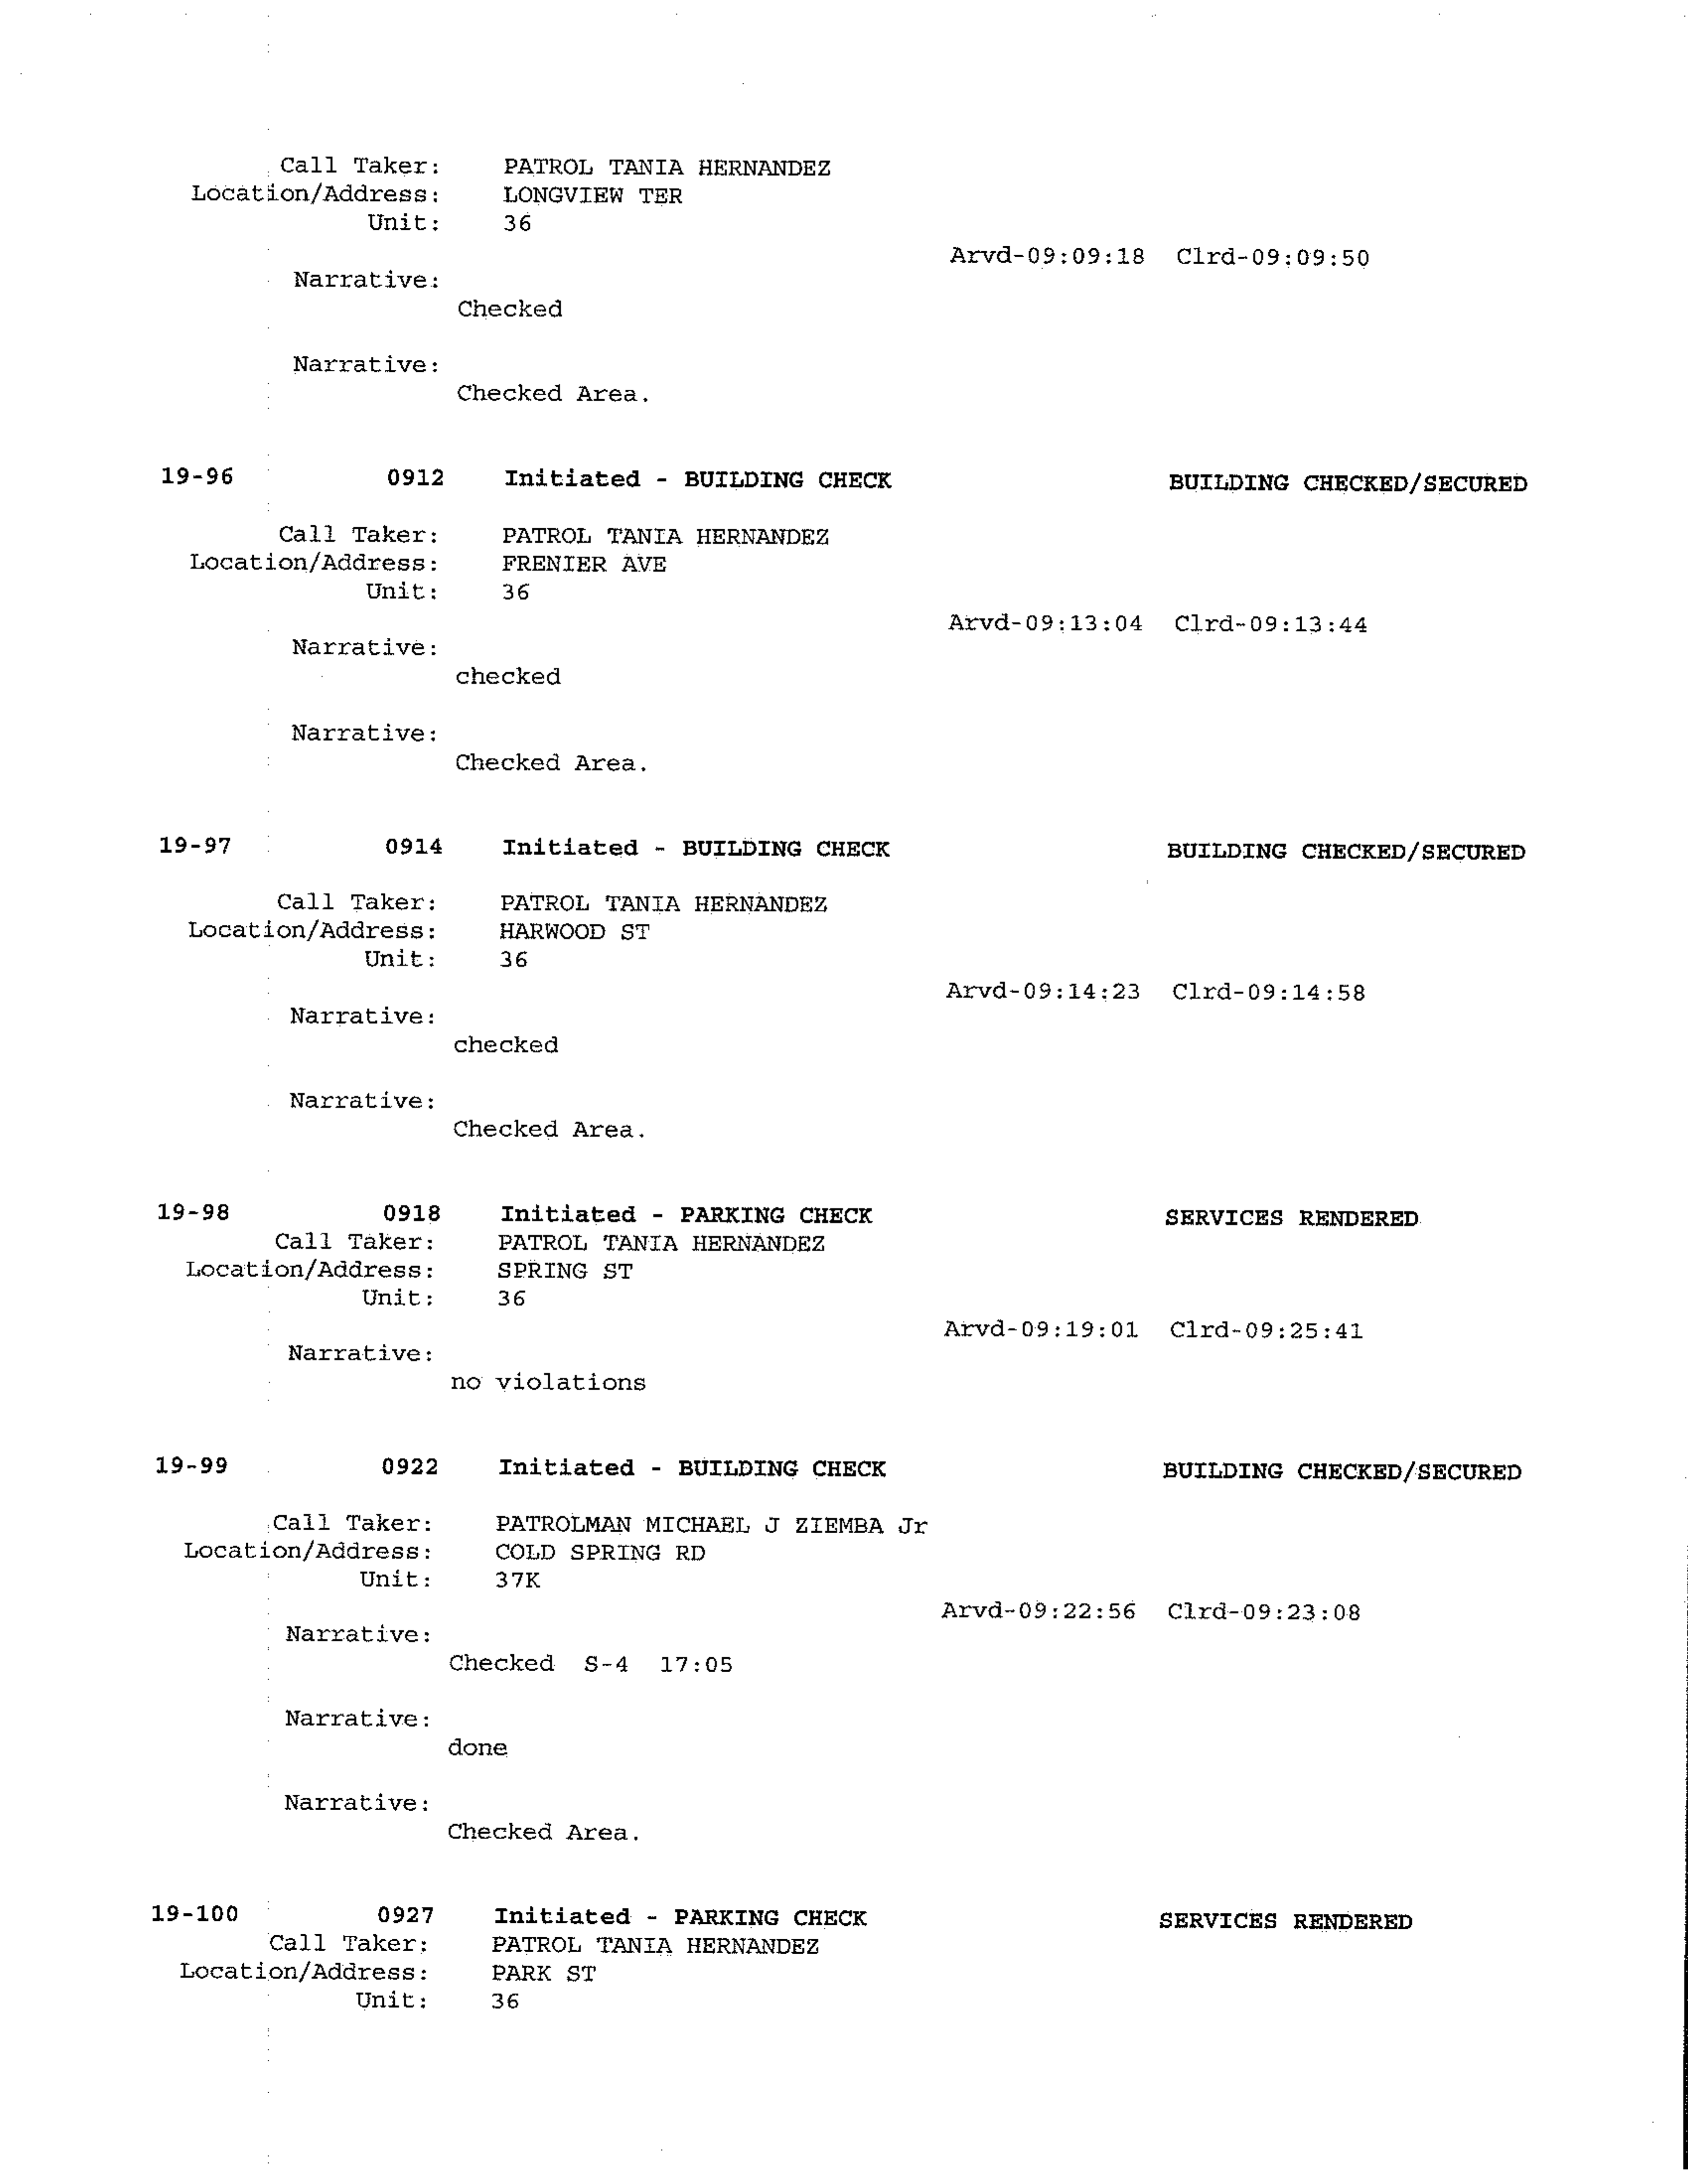 Call Taker: PATROL TANIA HERNANDEZ
Location/Address: LONGVIEW TER
Unit: 36
Arvd-09:09:18 Clrd-09:09:50
Narrative:
Checked
Narrative:
Checked Area.
19-96 0912 Initiated - BUILDING CHECK BUILDING CHECKED/SECURED
Call Taker: PATROL TANIA HERNANDEZ
Location/Address: FRENIER AVE
Unit: 36
Arvd-09:13:04 Clrd-09:13:44
Narrative:
checked
Narrative:
Checked Area.
19-97 0914 Initiated - BUILDING CHECK BUILDING CHECKED/SECURED
Call Taker: PATROL TANIA HERNANDEZ
Location/Address: HARWOOD ST
Unit: 36
Arvd-09:14:23 Clrd-09:14:58
Narrative:
checked
Narrative:
Checked Area.
19-98 0918 Initiated - PARKING CHECK SERVICES RENDERED
Call Taker: PATROL TANIA HERNANDEZ
Location/Address: SPRING ST
Unit: 36
Arvd-09:19:01 Clrd-09:25:41
Narrative:
no violations
19-99 0922 Initiated - BUILDING CHECK BUILDING CHECKED/SECURED
Call Taker: PATROLMAN MICHAEL J ZIEMBA Jr
Location/Address: COLD SPRING RD
Unit: 37K
Arvd-09:22:56 Clrd-09:23:08
Narrative:
Checked S-4 17:05
Narrative:
done
Narrative:
Checked Area.
19-100 0927 Initiated - PARKING CHECK SERVICES RENDERED
Call Taker: PATROL TANIA HERNANDEZ
Location/Address: PARK ST
Unit: 36